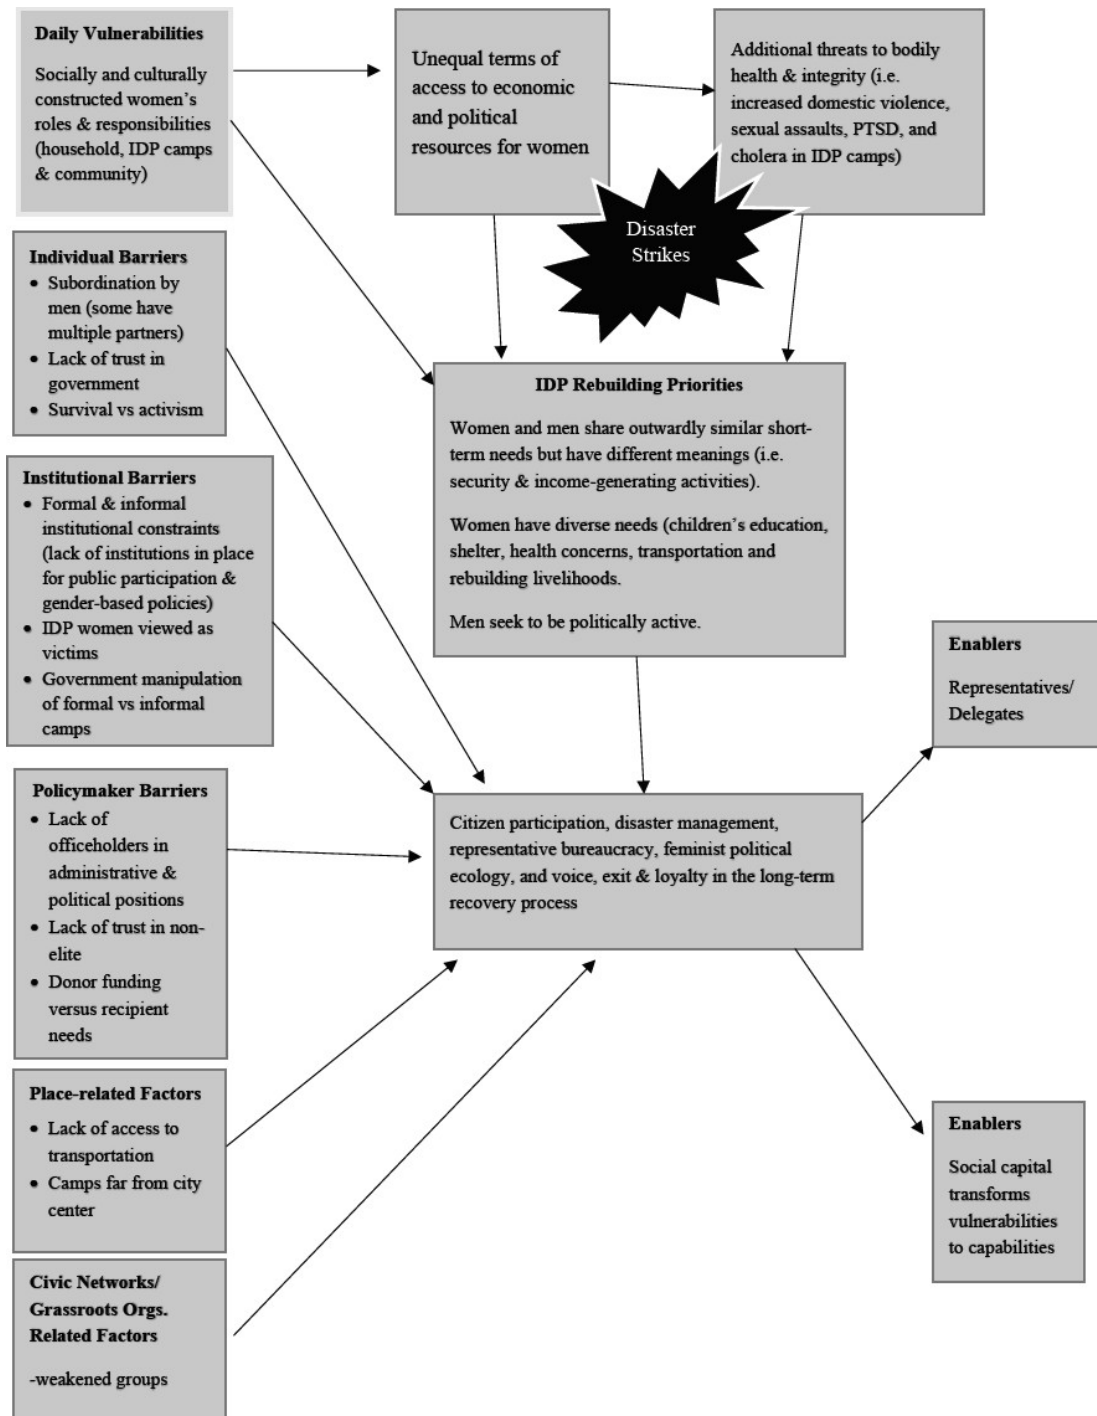 Daily Vulnerabilities
Socially and culturally
constructed women's
roles & responsibilities
(household, IDP camps
& community)
Unequal terms of
access to economic
and political
resources for women
Additional threats to bodily
health & integrity (i.e.
increased domestic violence,
sexual assaults, PTSD, and
cholera in IDP camps)
Disaster
Strikes
Individual Barriers
• Subordination by
men (some have
multiple partners)
• Lack of trust in
government
• Survival vs activism
IDP Rebuilding Priorities
Women and men share outwardly similar short-
term needs but have different meanings (i.e.
security & income-generating activities).
Women have diverse needs (children's education,
shelter, health concerns, transportation and
rebuilding livelihoods.
Men seek to be politically active.
Institutional Barriers
• Formal & informal
institutional constraints
(lack of institutions in place
for public participation &
gender-based policies)
• IDP women viewed as
victims
• Government manipulation
of formal vs informal
camps
Enablers
Representatives/
Delegates
Policymaker Barriers
• Lack of
officeholders in
administrative &
political positions
• Lack of trust in non-
elite
• Donor funding
versus recipient
needs
Citizen participation, disaster management,
representative bureaucracy, feminist political
ecology, and voice, exit & loyalty in the long-term
recovery process
Place-related Factors
• Lack of access to
transportation
• Camps far from city
center
Enablers
Social capital
transforms
vulnerabilities
to capabilities
Civic Networks/
Grassroots Orgs.
Related Factors
-weakened groups